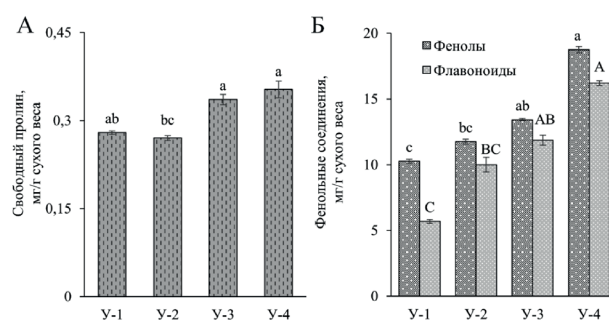 А
Свободный пролин,
мг/г сухого веса
0,45
0,3
0,15
0
ab
bc
a
a
У-1
У-2
У-3
У-4
Б
Фенольные соединения,
мг/г сухого веса
20
15
10
5
0
Фенолы
Флавоноиды
c
C
bc
BC
ab
AB
a
A
У-1
У-2
У-3
У-4